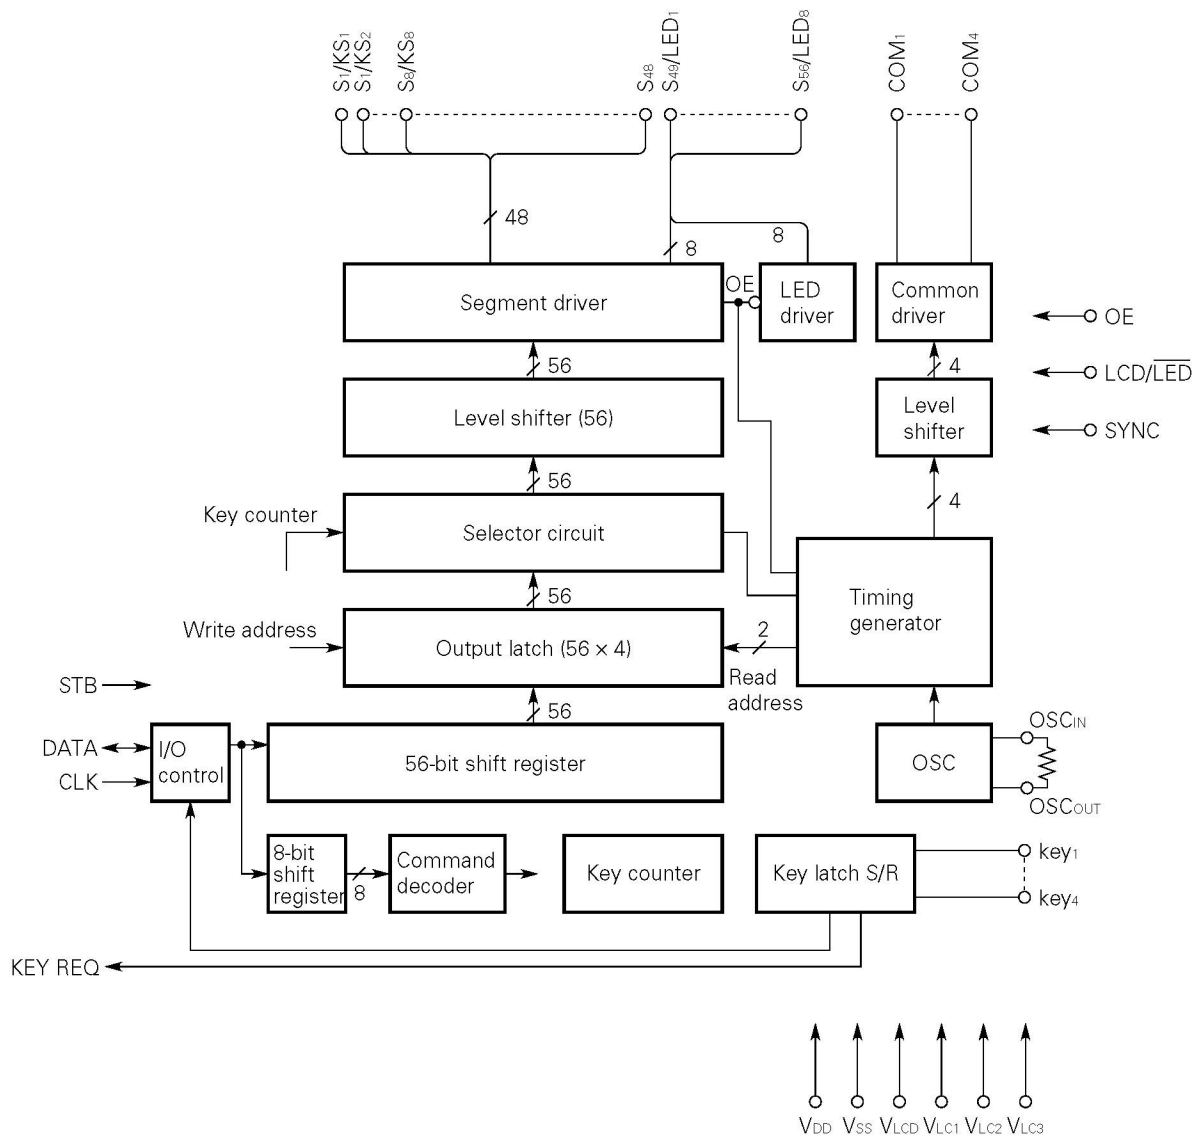 S1/KS1
S1/KS2
S8/KS8
S48
S49/LED1
S56/LED8
COM1
COM4
48
8
8
Segment driver
OE
LED
driver
Common
driver
OE
56
4
LCD/LED
Level shifter (56)
Level
shifter
SYNC
56
4
Key counter
Selector circuit
56
Timing
generator
Write address
Output latch (56 × 4)
2
Read
address
STB
56
DATA
CLK
I/O
control
56-bit shift register
OSC
OSCIN
OSCOUT
8-bit
shift
register
8
Command
decoder
Key counter
Key latch S/R
key1
key4
KEY REQ
VDD
VSS
VLCD
VLC1
VLC2
VLC3